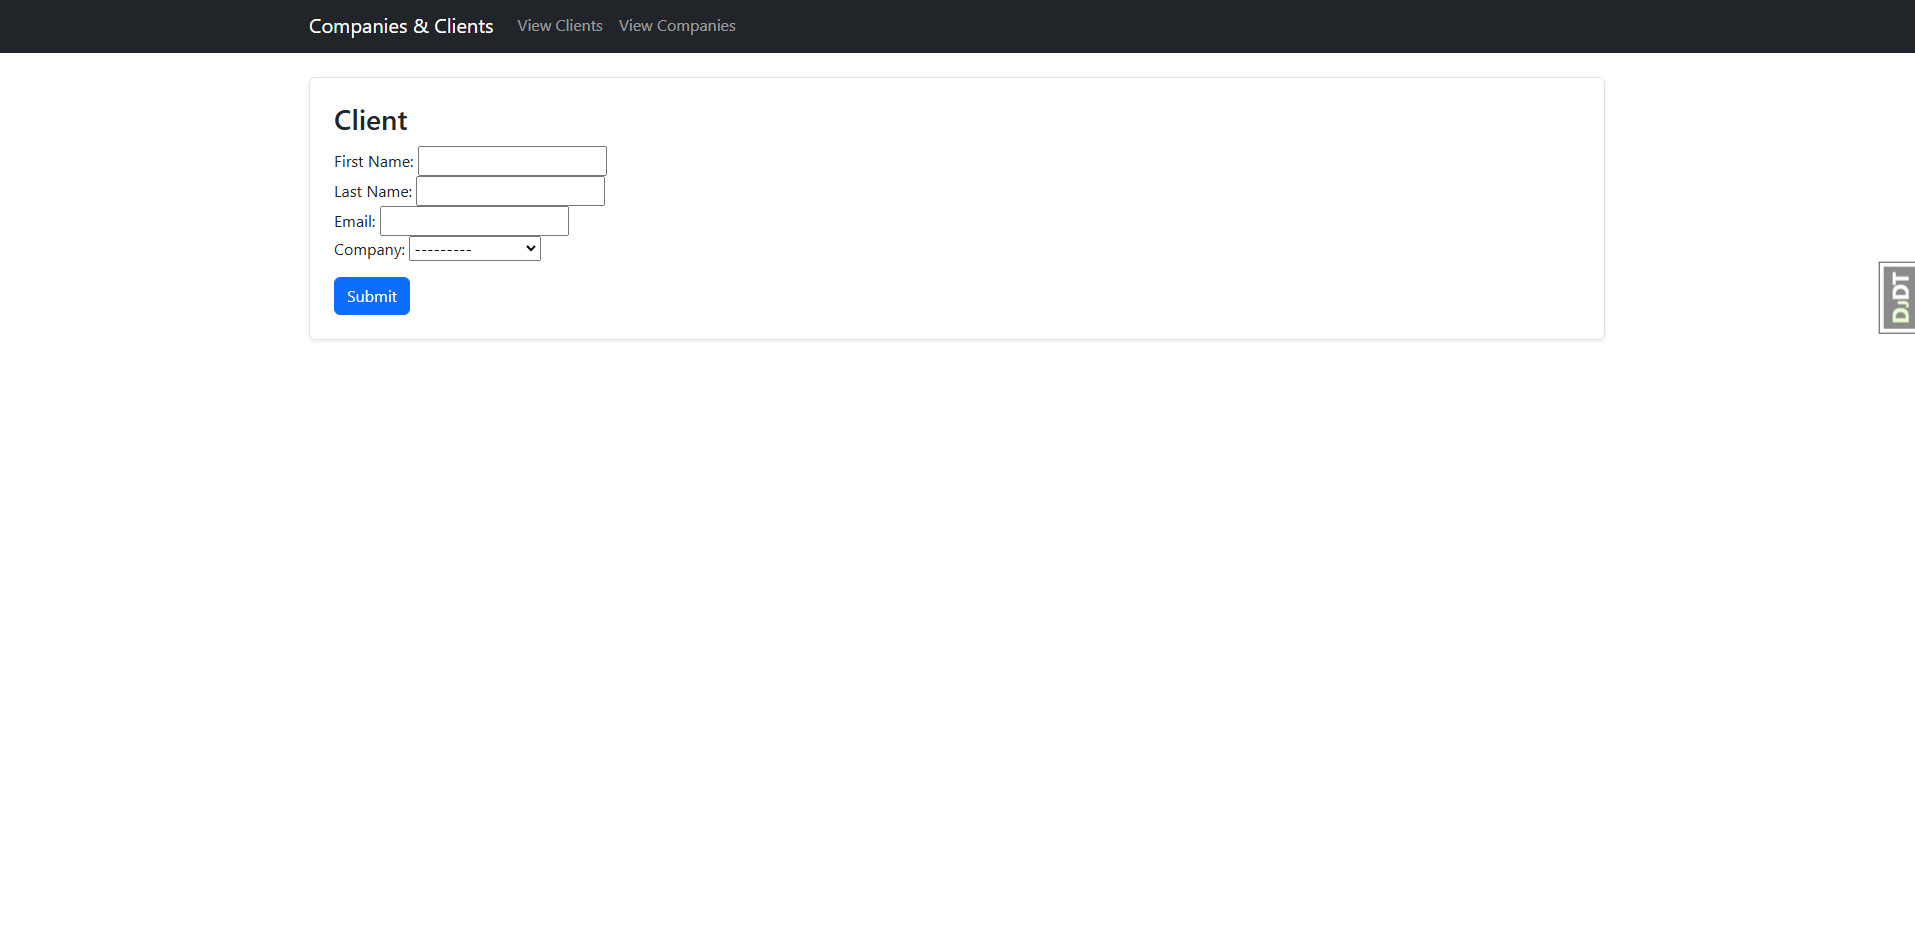 Companies & Clients View Clients View Companies
Client
First Name:
Last Name:
Email:
Company: ---------
Submit
DJDT